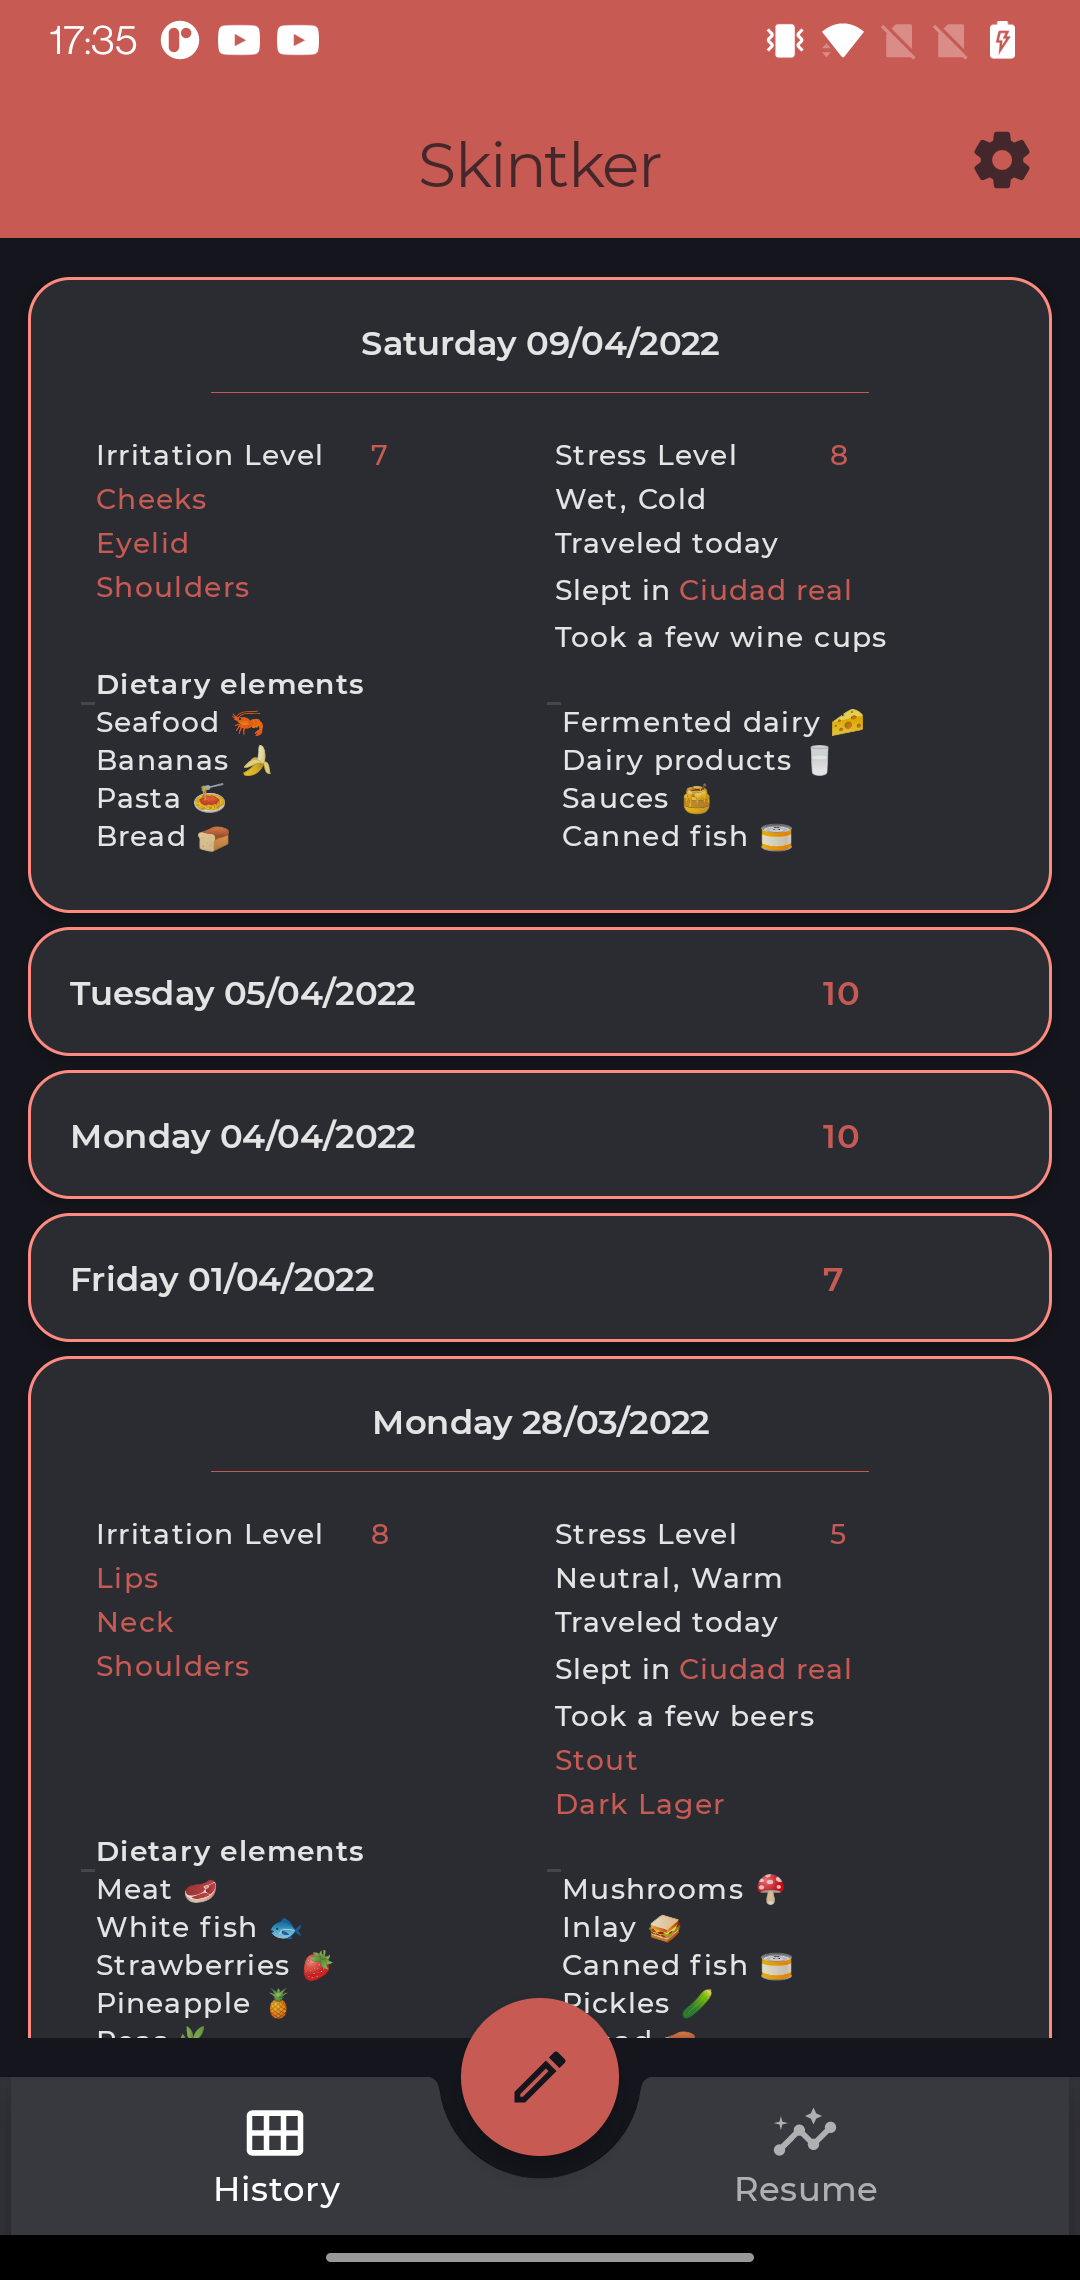 17:35
Skintker
Saturday 09/04/2022
Irritation Level 7
Cheeks
Eyelid
Shoulders
Stress Level 8
Wet, Cold
Traveled today
Slept in Ciudad real
Took a few wine cups
Dietary elements
Seafood 🦐
Bananas 🍌
Pasta 🍝
Bread 🍞
Fermented dairy 🧀
Dairy products 🥛
Sauces 🍯
Canned fish 🥫
Tuesday 05/04/2022 10
Monday 04/04/2022 10
Friday 01/04/2022 7
Monday 28/03/2022
Irritation Level 8
Lips
Neck
Shoulders
Stress Level 5
Neutral, Warm
Traveled today
Slept in Ciudad real
Took a few beers
Stout
Dark Lager
Dietary elements
Meat 🥩
White fish 🐟
Strawberries 🍓
Pineapple 🍍
Mushrooms 🍄
Inlay 🥪
Canned fish 🥫
Pickles 🥒
History
Resume